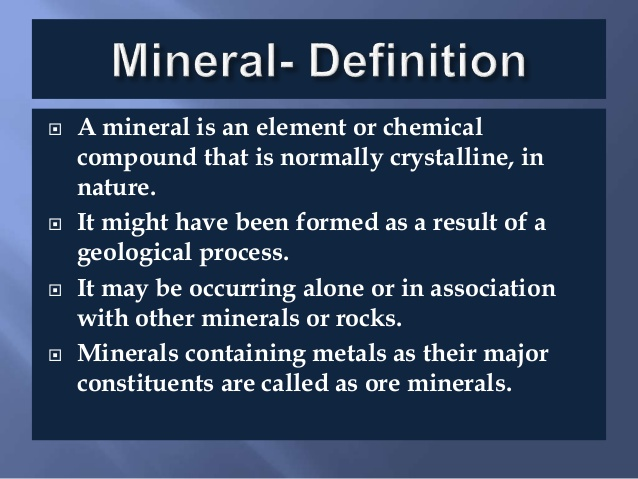 Mineral- Definition
A mineral is an element or chemical
compound that is normally crystalline, in
nature.
It might have been formed as a result of a
geological process.
It may be occurring alone or in association
with other minerals or rocks.
Minerals containing metals as their major
constituents are called as ore minerals.